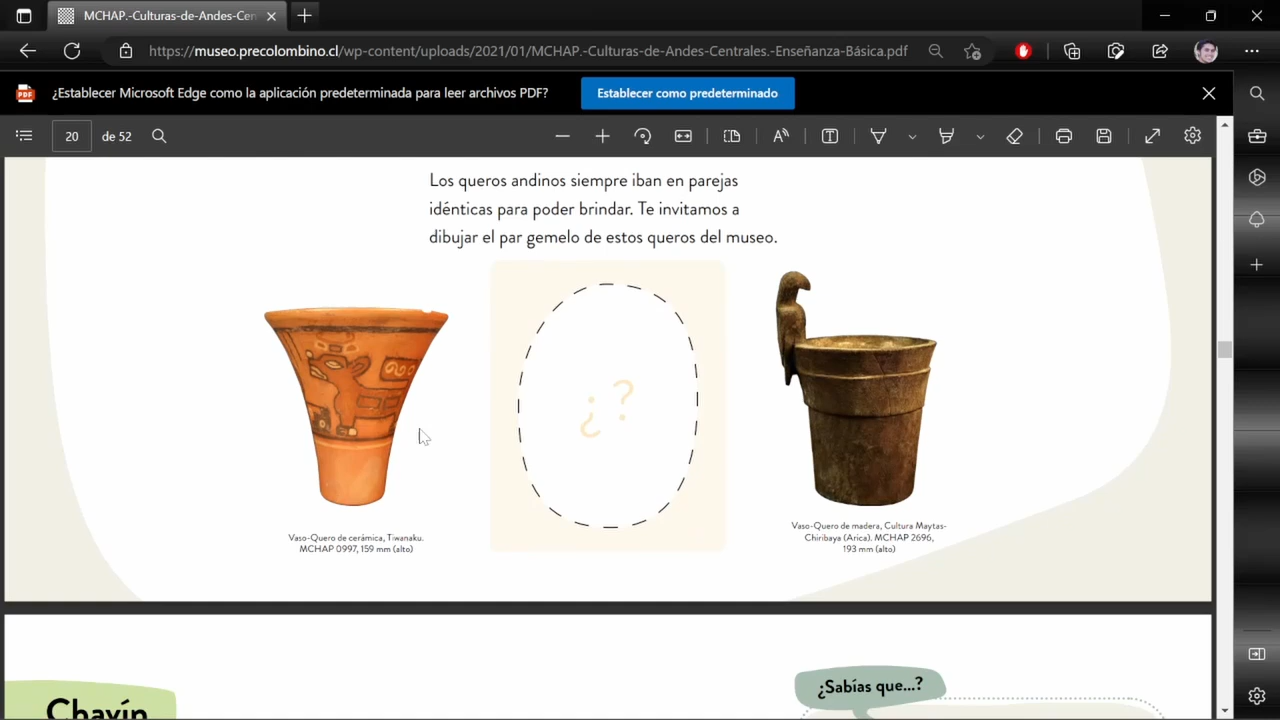 MCHAP.-Culturas-de-Andes-Cen
https://museo.precolombino.cl/wp-content/uploads/2021/01/MCHAP.-Culturas-de-Andes-Centrales.-Enseñanza-Básica.pdf
PDF
¿Establecer Microsoft Edge como la aplicación predeterminada para leer archivos PDF?
Establecer como predeterminado
20 de 52
Los queros andinos siempre iban en parejas
idénticas para poder brindar. Te invitamos a
dibujar el par gemelo de estos queros del museo.
¿?
Vaso-Quero de cerámica, Tiwanaku.
MCHAP 0997, 159 mm (alto)
Vaso-Quero de madera, Cultura Maytas-
Chiribaya (Arica). MCHAP 2696,
193 mm (alto)
Chavín
¿Sabías que...?